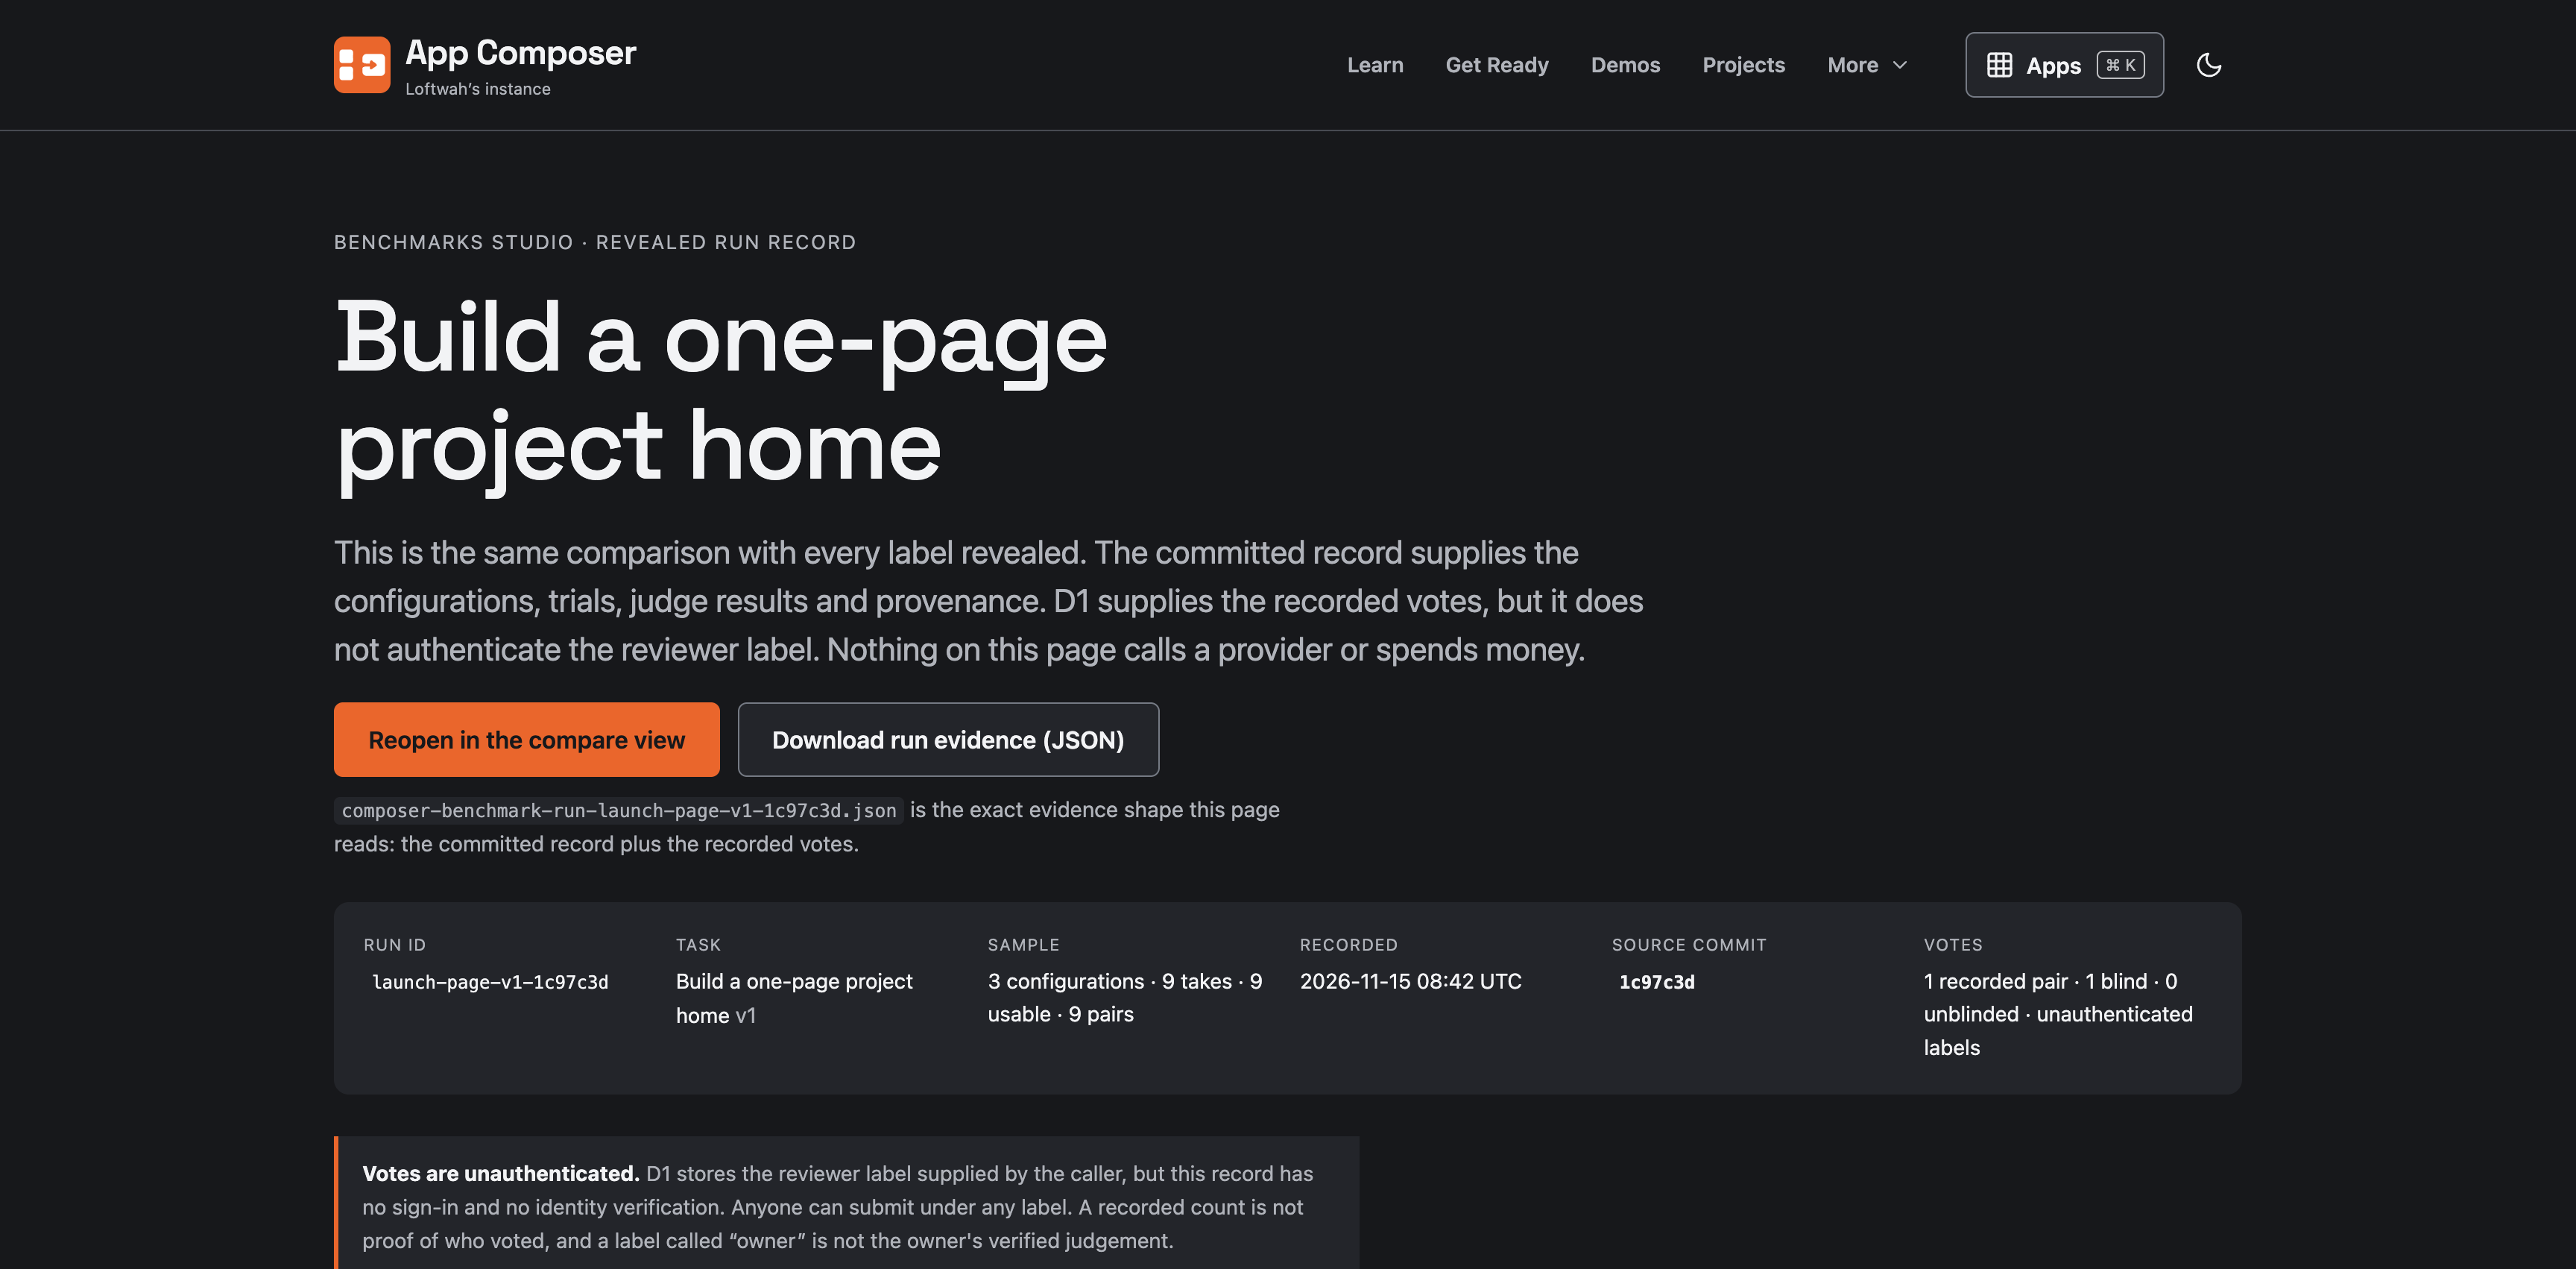 App Composer
Loftwah's instance
Learn
Get Ready
Demos
Projects
More
Apps
⌘ K
BENCHMARKS STUDIO · REVEALED RUN RECORD
Build a one-page
project home
This is the same comparison with every label revealed. The committed record supplies the
configurations, trials, judge results and provenance. D1 supplies the recorded votes, but it does
not authenticate the reviewer label. Nothing on this page calls a provider or spends money.
Reopen in the compare view
Download run evidence (JSON)
composer-benchmark-run-launch-page-v1-1c97c3d.json is the exact evidence shape this page
reads: the committed record plus the recorded votes.
RUN ID
launch-page-v1-1c97c3d
TASK
Build a one-page project
home v1
SAMPLE
3 configurations · 9 takes · 9
usable · 9 pairs
RECORDED
2026-11-15 08:42 UTC
SOURCE COMMIT
1c97c3d
VOTES
1 recorded pair · 1 blind · 0
unblinded · unauthenticated
labels
Votes are unauthenticated. D1 stores the reviewer label supplied by the caller, but this record has
no sign-in and no identity verification. Anyone can submit under any label. A recorded count is not
proof of who voted, and a label called “owner” is not the owner's verified judgement.